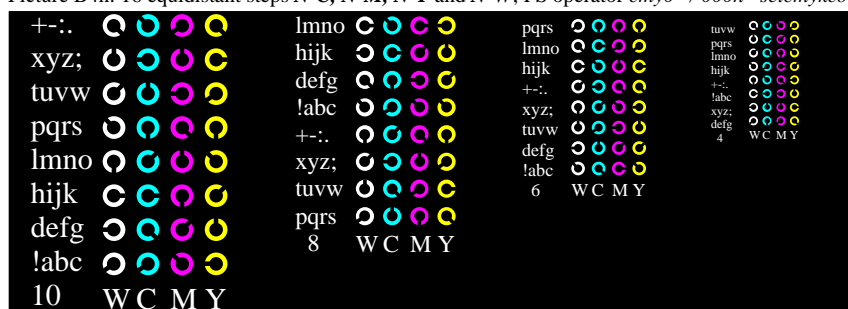 +-:.
xyz;
tuvw
pqrs
lmno
hijk
defg
!abc
10 W C M Y
lmno
hijk
defg
!abc
+-:.
xyz;
tuvw
pqrs
8 W C M Y
pqrs
lmno
hijk
+-:.
xyz;
tuvw
defg
!abc
6 W C M Y
tuvw
pqrs
lmno
hijk
+-:.
!abc
xyz;
defg
4 W C M Y